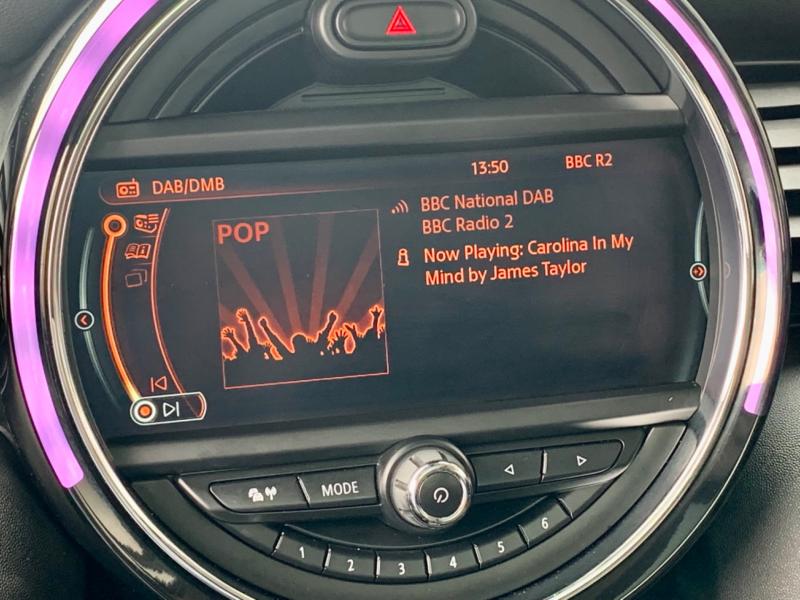 13:50
BBC R2
DAB/DMB
POP
BBC National DAB
BBC Radio 2
Now Playing: Carolina In My
Mind by James Taylor
MODE
1
2
3
4
5
6